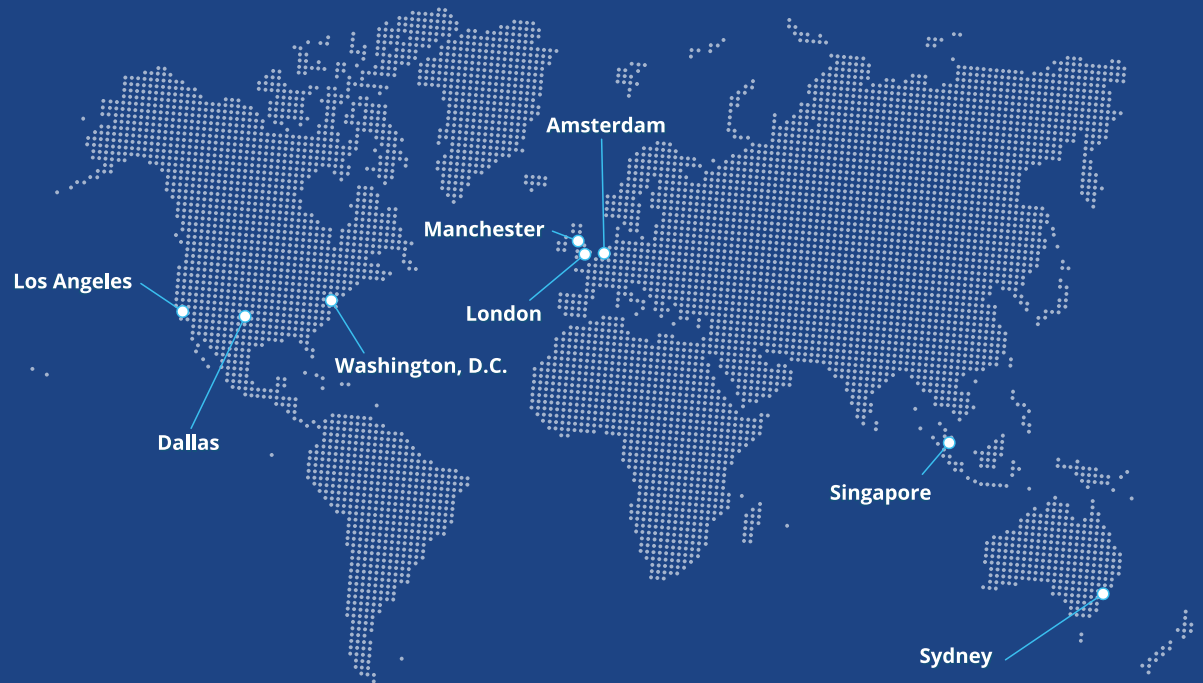 Amsterdam
Manchester
Los Angeles
London
Washington, D.C.
Dallas
Singapore
Sydney